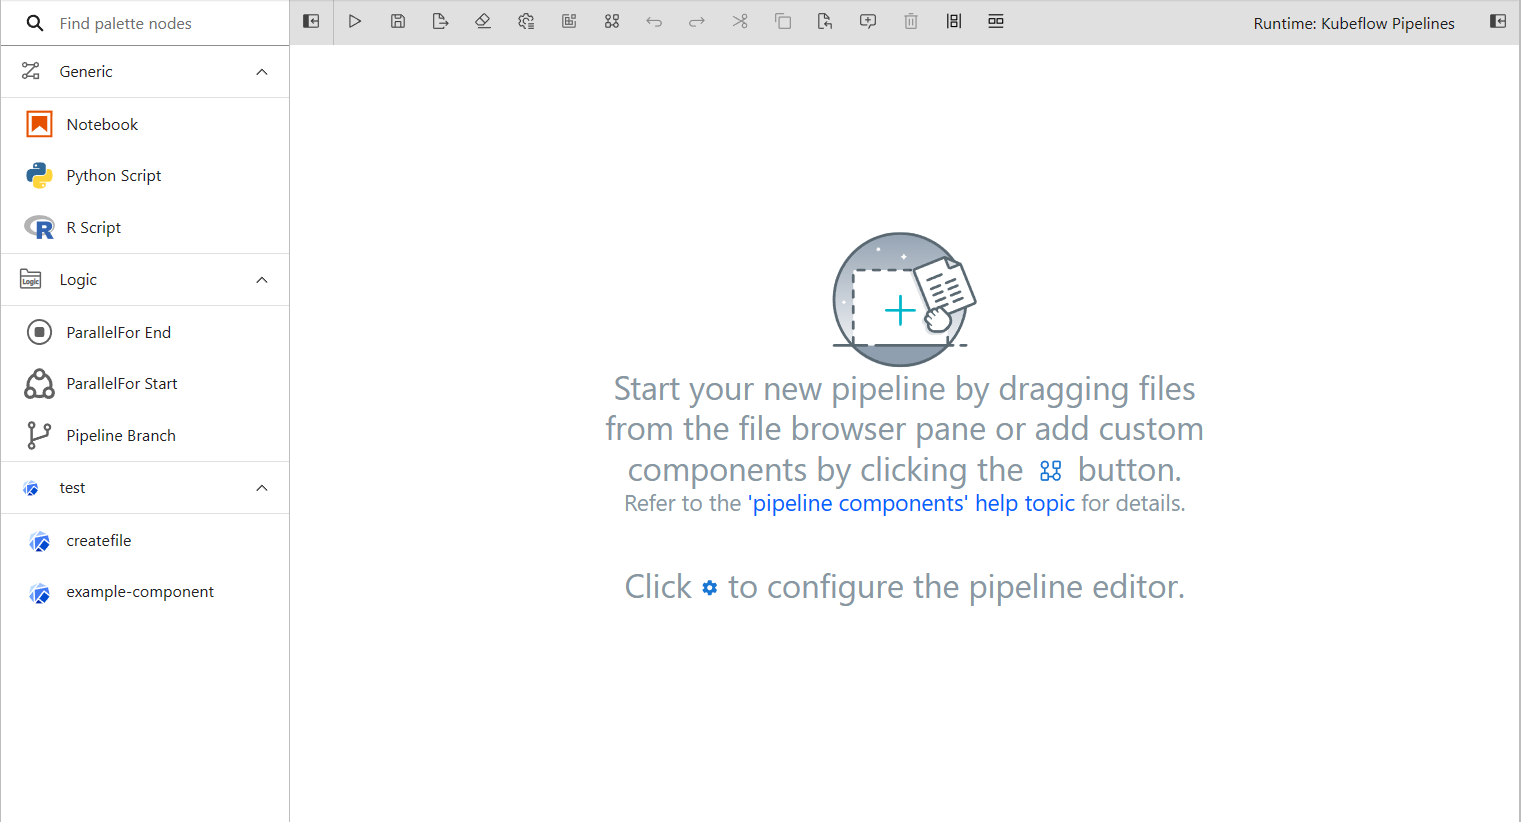 Find palette nodes
Runtime: Kubeflow Pipelines
Generic
Notebook
Python Script
R Script
Logic
Logic
ParallelFor End
ParallelFor Start
Pipeline Branch
test
createfile
example-component
Start your new pipeline by dragging files
from the file browser pane or add custom
components by clicking the button.
Refer to the 'pipeline components' help topic for details.
Click to configure the pipeline editor.